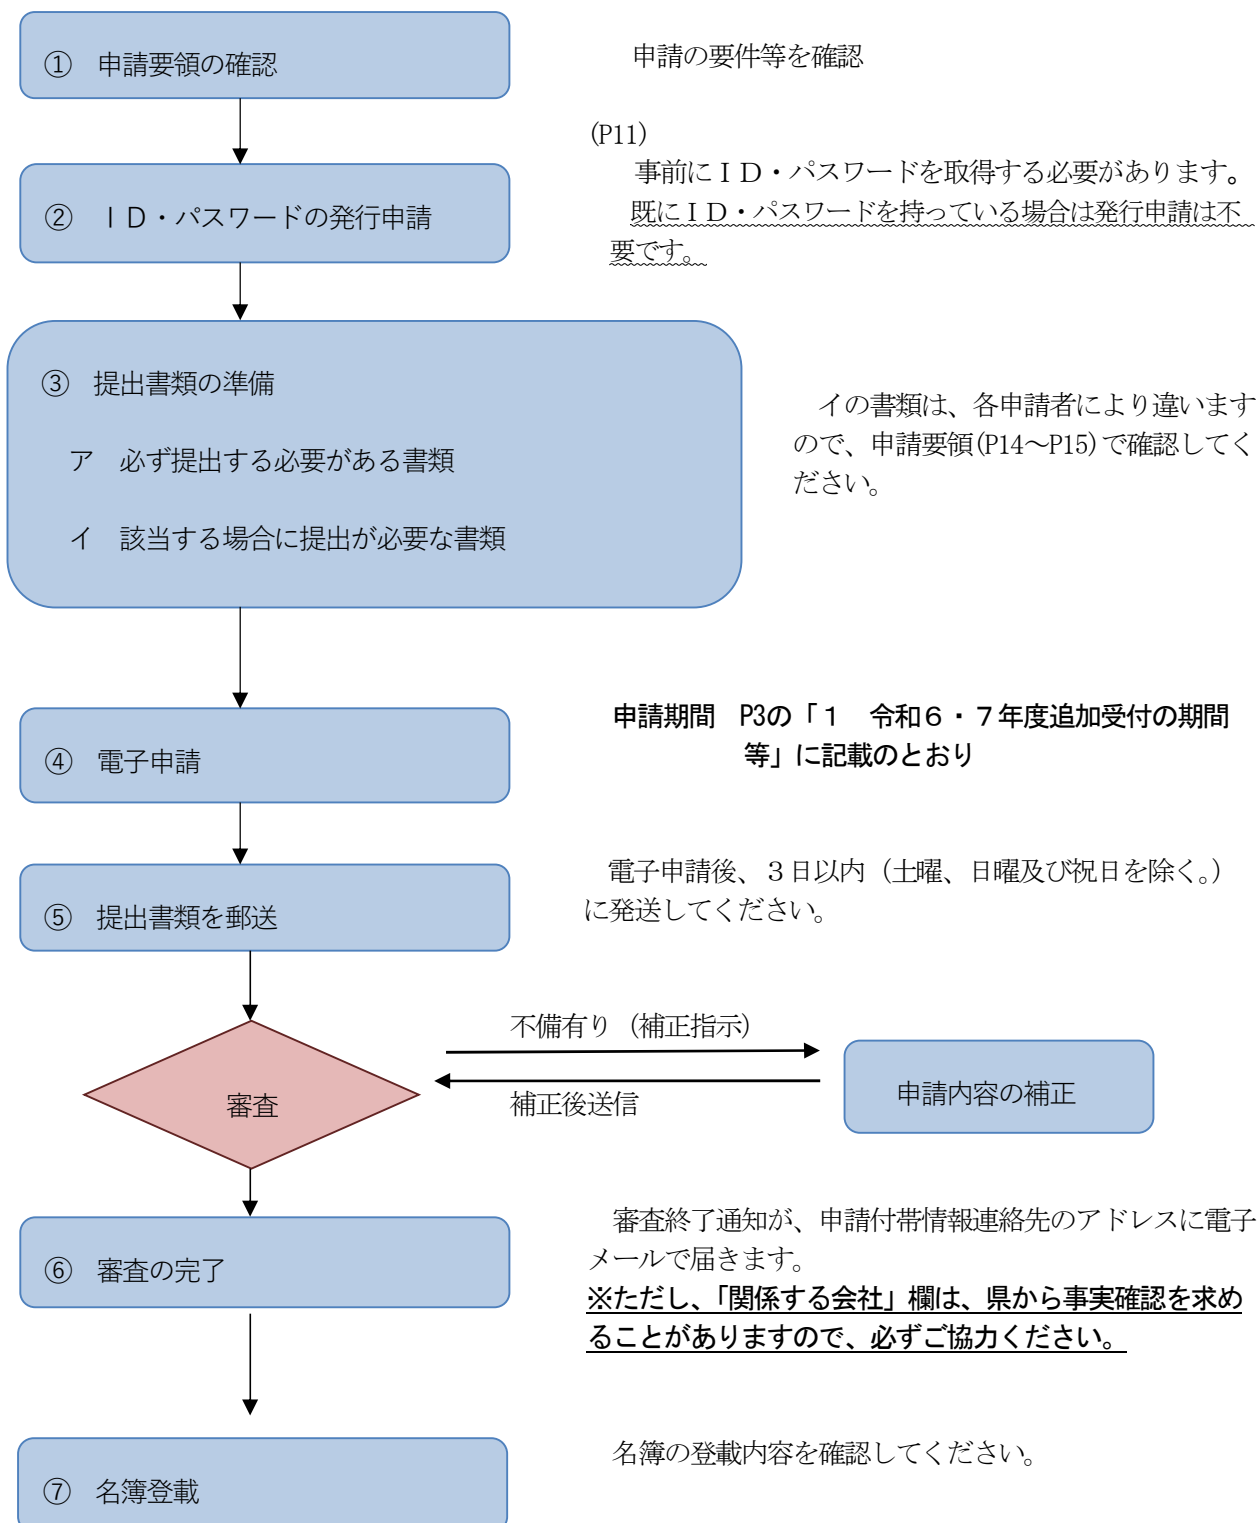 ① 申請要領の確認
申請の要件等を確認
(P11)
事前にＩＤ・パスワードを取得する必要があります。
② ＩＤ・パスワードの発行申請
既にＩＤ・パスワードを持っている場合は発行申請は不
要です。
③ 提出書類の準備
ア 必ず提出する必要がある書類
イ 該当する場合に提出が必要な書類
イの書類は、各申請者により違います
ので、申請要領(P14～P15)で確認してく
ださい。
④ 電子申請
申請期間 P3の「１ 令和６・７年度追加受付の期間
等」に記載のとおり
⑤ 提出書類を郵送
電子申請後、３日以内（土曜、日曜及び祝日を除く。）
に発送してください。
審査
不備有り（補正指示）
補正後送信
申請内容の補正
⑥ 審査の完了
審査終了通知が、申請付帯情報連絡先のアドレスに電子
メールで届きます。
※ただし、「関係する会社」欄は、県から事実確認を求め
ることがありますので、必ずご協力ください。
⑦ 名簿登載
名簿の登載内容を確認してください。